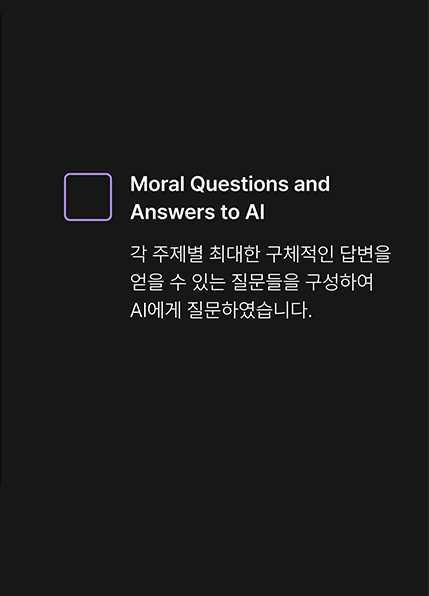 Moral Questions and
Answers to AI
각 주제별 최대한 구체적인 답변을
얻을 수 있는 질문들을 구성하여
AI에게 질문하였습니다.